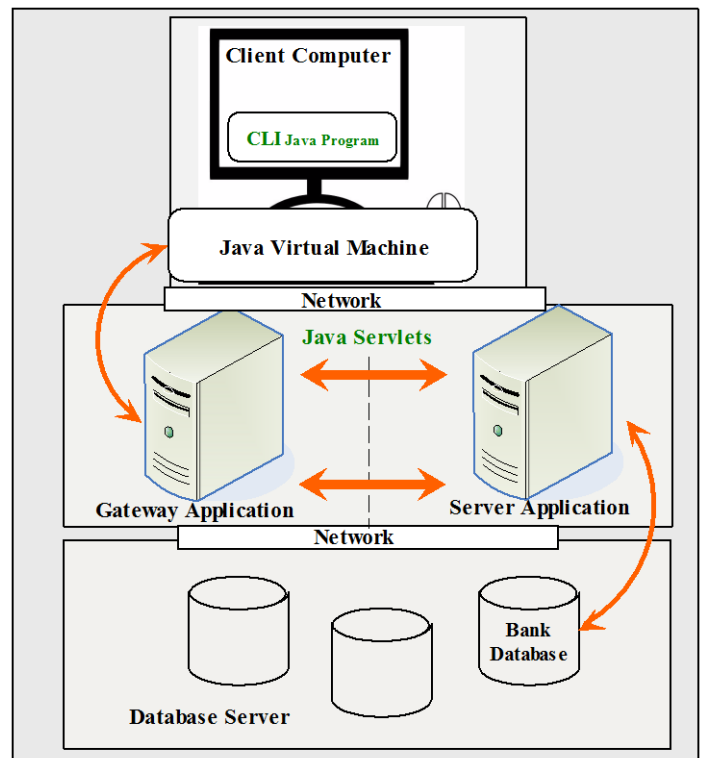 Client Computer
CLI Java Program
Java Virtual Machine
Network
Java Servlets
Gateway Application
Server Application
Network
Bank
Database
Database Server